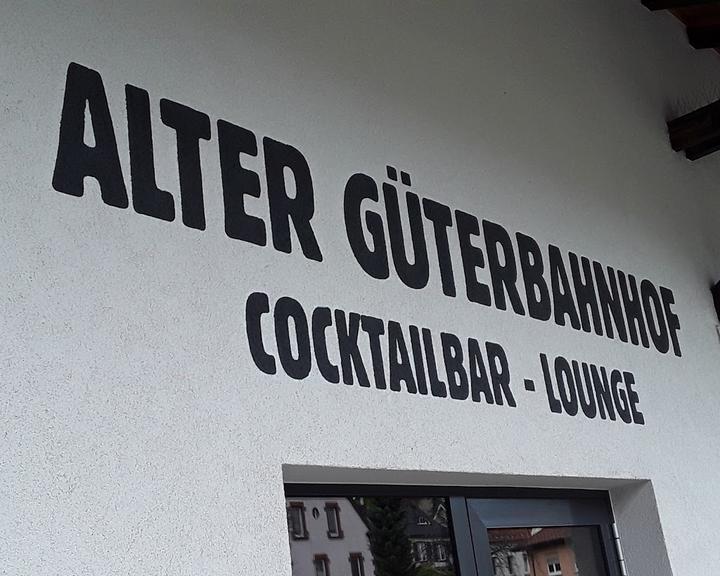 ALTER GÜTERBAHNHOF
COCKTAILBAR - LOUNGE